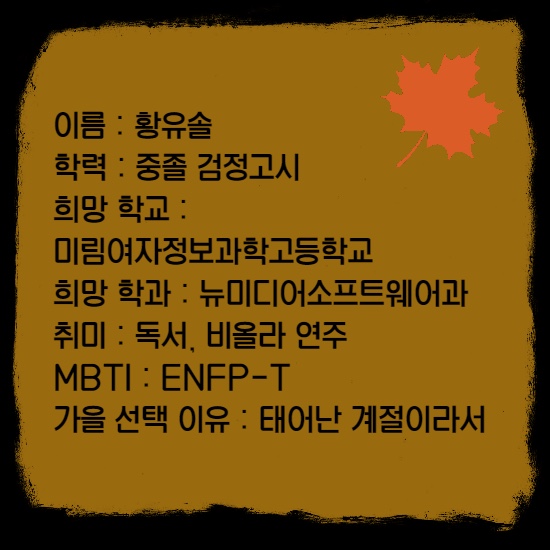 이름 : 황유솔
학력 : 중졸 검정고시
희망 학교 :
미림여자정보과학고등학교
희망 학과 : 뉴미디어소프트웨어과
취미 : 독서, 비올라 연주
MBTI : ENFP-T
가을 선택 이유 : 태어난 계절이라서